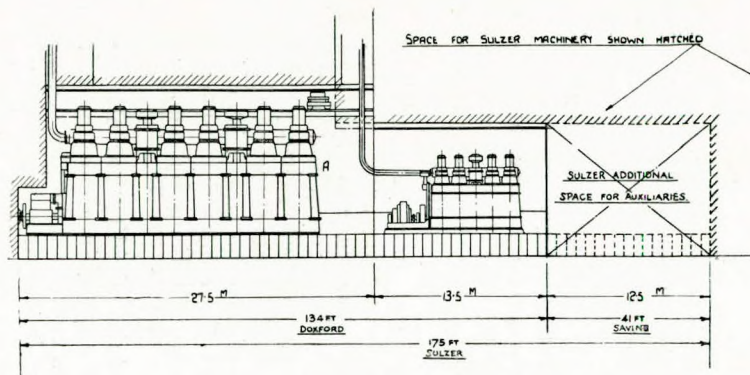 SPACE FOR SULZER MACHINERY SHOWN HATCHED
A
SULZER ADDITIONAL
SPACE FOR AUXILIARIES.
27·5 M
13·5 M
12·5 M
134 FT
DOXFORD
41 FT
SAVING
175 FT
SULZER